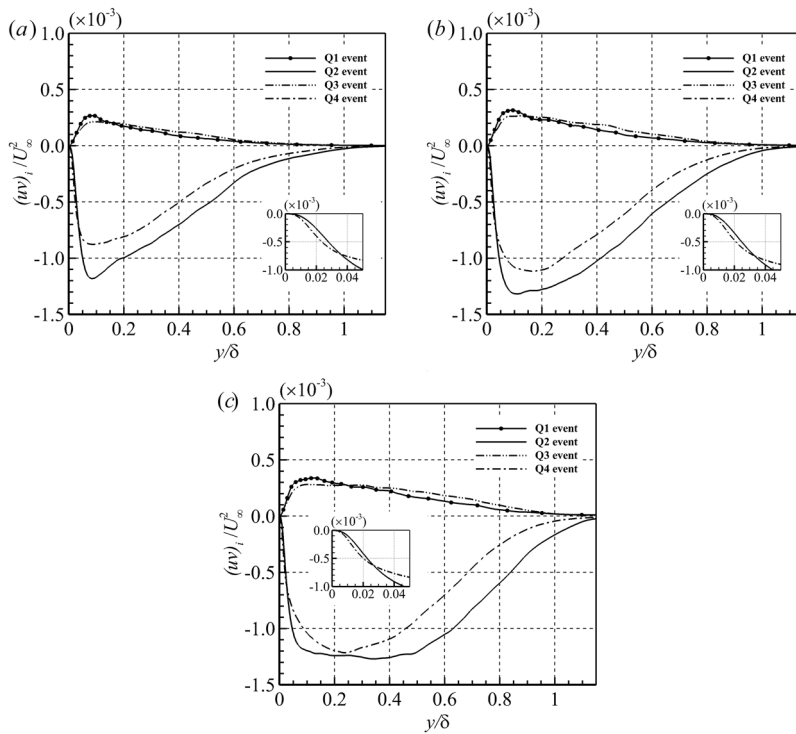 (a)
(×10⁻³)
1.0
0.5
0.0
-0.5
-1.0
-1.5
(uv)ᵢ/U²∞
Q1 event
Q2 event
Q3 event
Q4 event
(×10⁻³)
0.0
-0.5
-1.0
0 0.02 0.04
0 0.2 0.4 0.6 0.8 1
y/δ
(b)
(×10⁻³)
1.0
0.5
0.0
-0.5
-1.0
-1.5
(uv)ᵢ/U²∞
Q1 event
Q2 event
Q3 event
Q4 event
(×10⁻³)
0.0
-0.5
-1.0
0 0.02 0.04
0 0.2 0.4 0.6 0.8 1
y/δ
(c)
(×10⁻³)
1.0
0.5
0.0
-0.5
-1.0
-1.5
(uv)ᵢ/U²∞
Q1 event
Q2 event
Q3 event
Q4 event
(×10⁻³)
0.0
-0.5
-1.0
0 0.02 0.04
0 0.2 0.4 0.6 0.8 1
y/δ